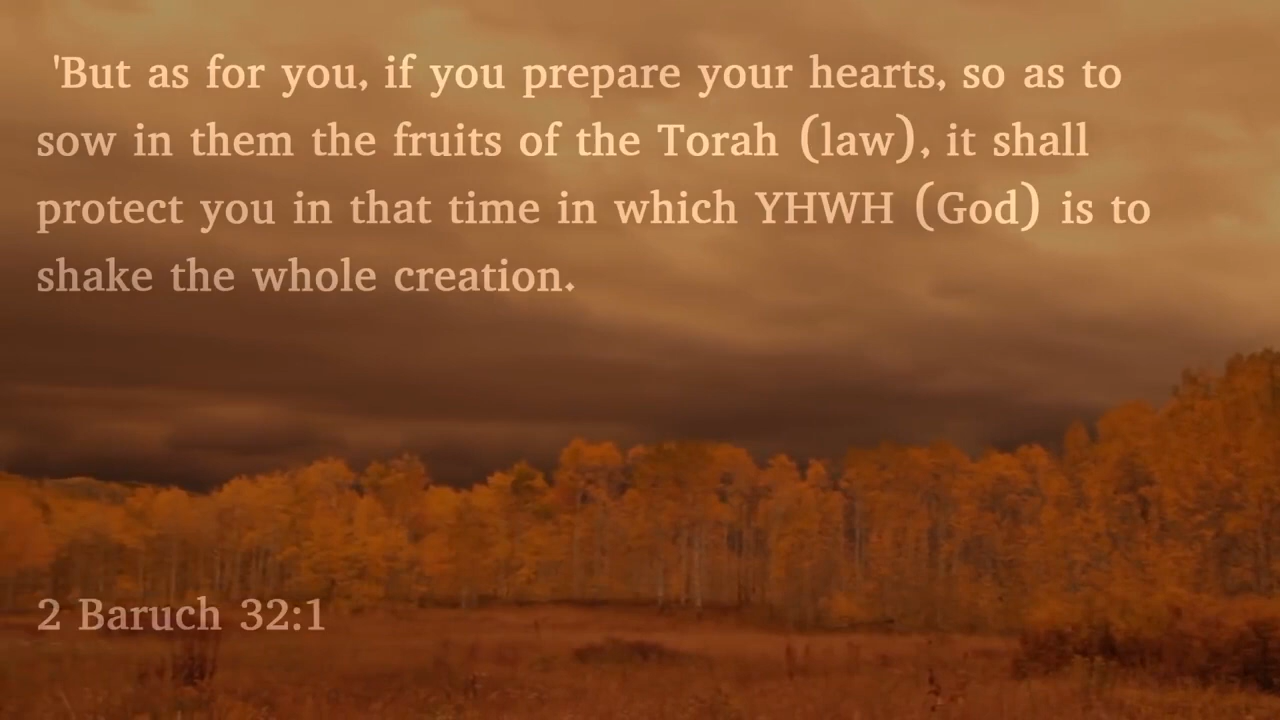 'But as for you, if you prepare your hearts, so as to
sow in them the fruits of the Torah (law), it shall
protect you in that time in which YHWH (God) is to
shake the whole creation.
2 Baruch 32:1